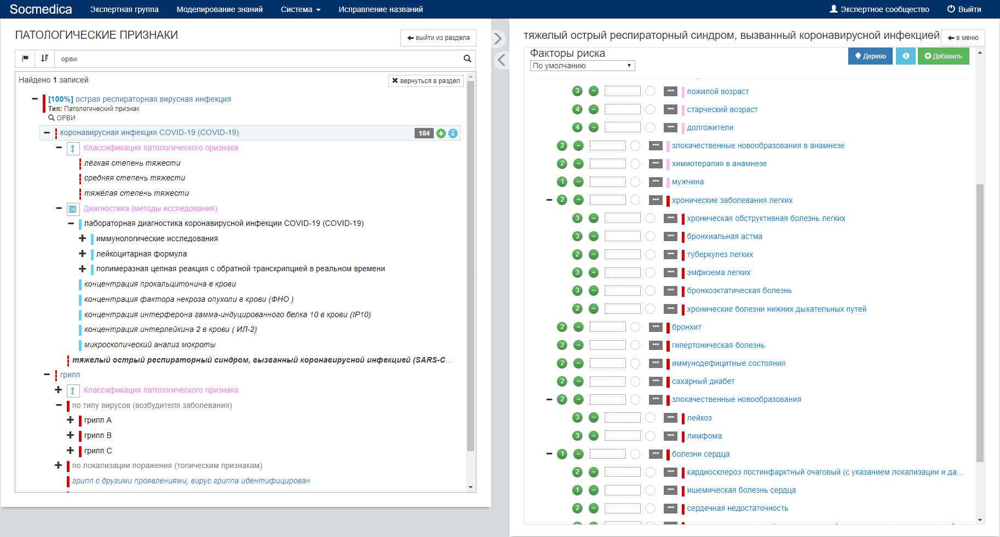 Socmedica
Экспертная группа
Моделирование знаний
Система
Исправление названий
Экспертное сообщество
Выйти
ПАТОЛОГИЧЕСКИЕ ПРИЗНАКИ
выйти из раздела
орви
Найдено 1 записей
вернуться в раздел
[100%] острая респираторная вирусная инфекция
Тип: Патологический признак
ОРВИ
коронавирусная инфекция COVID-19 (COVID-19)
184
Классификация патологического признака
лёгкая степень тяжести
средняя степень тяжести
тяжёлая степень тяжести
Диагностика (методы исследования)
лабораторная диагностика коронавирусной инфекции COVID-19 (COVID-19)
иммунологические исследования
лейкоцитарная формула
полимеразная цепная реакция с обратной транскрипцией в реальном времени
концентрация прокальцитонина в крови
концентрация фактора некроза опухоли в крови (ФНО )
концентрация интерферона гамма-индуцированного белка 10 в крови (IP10)
концентрация интерлейкина 2 в крови ( ИЛ-2)
микроскопический анализ мокроты
тяжелый острый респираторный синдром, вызванный коронавирусной инфекцией (SARS-C...
грипп
Классификация патологического признака
по типу вирусов (возбудителя заболевания)
грипп A
грипп B
грипп C
по локализации поражения (топическим признакам)
грипп с другими проявлениями, вирус гриппа идентифицирован
тяжелый острый респираторный синдром, вызванный коронавирусной инфекцией
в меню
Факторы риска
По умолчанию
Дерево
Добавить
3 ~ пожилой возраст
4 ~ старческий возраст
4 ~ долгожители
2 ~ злокачественные новообразования в анамнезе
2 ~ химиотерапия в анамнезе
1 ~ мужчина
2 ~ хронические заболевания легких
3 ~ хроническая обструктивная болезнь легких
3 ~ бронхиальная астма
2 ~ туберкулез легких
3 ~ эмфизема легких
3 ~ бронхоэктатическая болезнь
2 ~ хронические болезни нижних дыхательных путей
2 ~ бронхит
2 ~ гипертоническая болезнь
2 ~ иммунодефицитные состояния
2 ~ сахарный диабет
2 ~ злокачественные новообразования
3 ~ лейкоз
3 ~ лимфома
1 ~ болезни сердца
2 ~ кардиосклероз постинфарктный очаговый (с указанием локализации и да...
1 ~ ишемическая болезнь сердца
2 ~ сердечная недостаточность